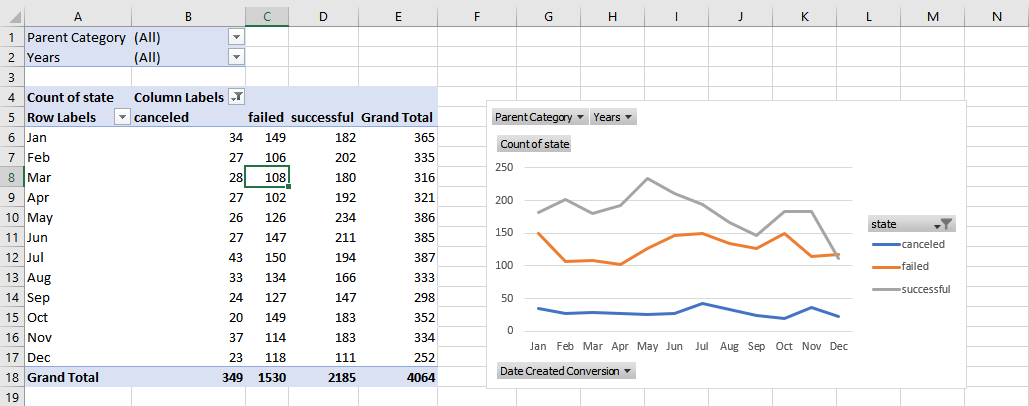 A B C D E F G H I J K L M N
1 Parent Category (All)
2 Years (All)
3
4 Count of state Column Labels
5 Row Labels canceled failed successful Grand Total
6 Jan 34 149 182 365
7 Feb 27 106 202 335
8 Mar 28 108 180 316
9 Apr 27 102 192 321
10 May 26 126 234 386
11 Jun 27 147 211 385
12 Jul 43 150 194 387
13 Aug 33 134 166 333
14 Sep 24 127 147 298
15 Oct 20 149 183 352
16 Nov 37 114 183 334
17 Dec 23 118 111 252
18 Grand Total 349 1530 2185 4064
19
Parent Category Years
Count of state
250
200
150
100
50
0
Jan Feb Mar Apr May Jun Jul Aug Sep Oct Nov Dec
state
canceled
failed
successful
Date Created Conversion